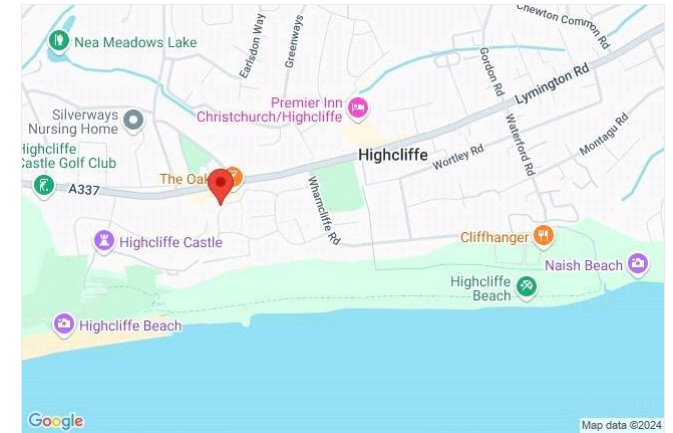 Chewton Common Rd
Nea Meadows Lake
Earlsdon Way
Greenways
Gordon Rd
Lymington Rd
Premier Inn
Christchurch/Highcliffe
Silverways
Nursing Home
Waterford Rd
Montagu Rd
Highcliffe
Wortley Rd
Highcliffe
Castle Golf Club
A337
The Oak
Wharncliffe Rd
Highcliffe Castle
Cliffhanger
Naish Beach
Highcliffe
Beach
Highcliffe Beach
Google
Map data ©2024